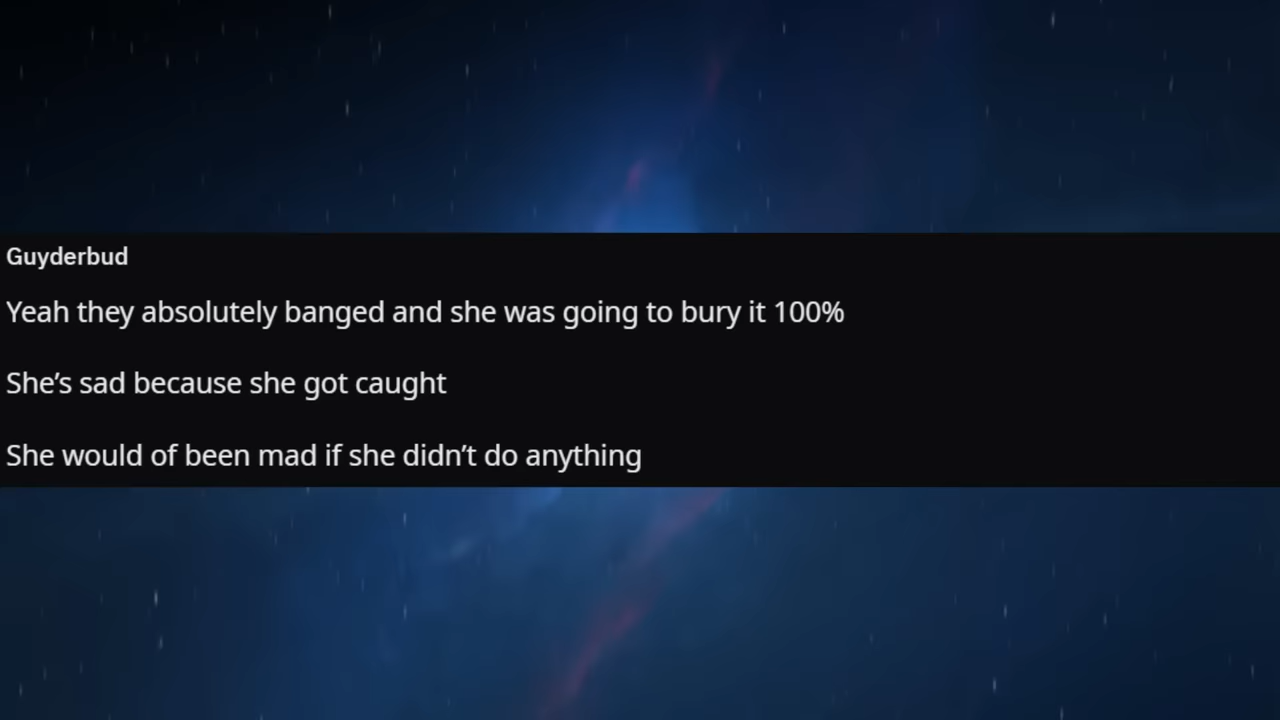 Guyderbud
Yeah they absolutely banged and she was going to bury it 100%
She’s sad because she got caught
She would of been mad if she didn’t do anything